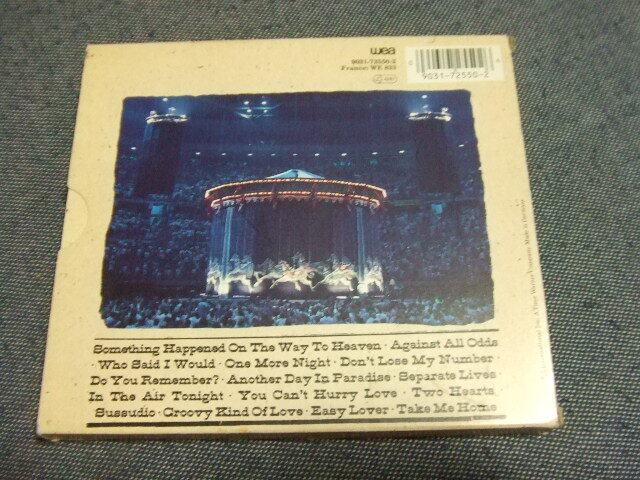 wea
9031-72550-2
France: WE 833
9031-72550-2
Something Happened On The Way To Heaven · Against All Odds
· Who Said I Would · One More Night · Don't Lose My Number ·
Do You Remember? · Another Day In Paradise · Separate Lives
In The Air Tonight · You Can't Hurry Love · Two Hearts
Sussudio · Groovy Kind Of Love · Easy Lover · Take Me Home